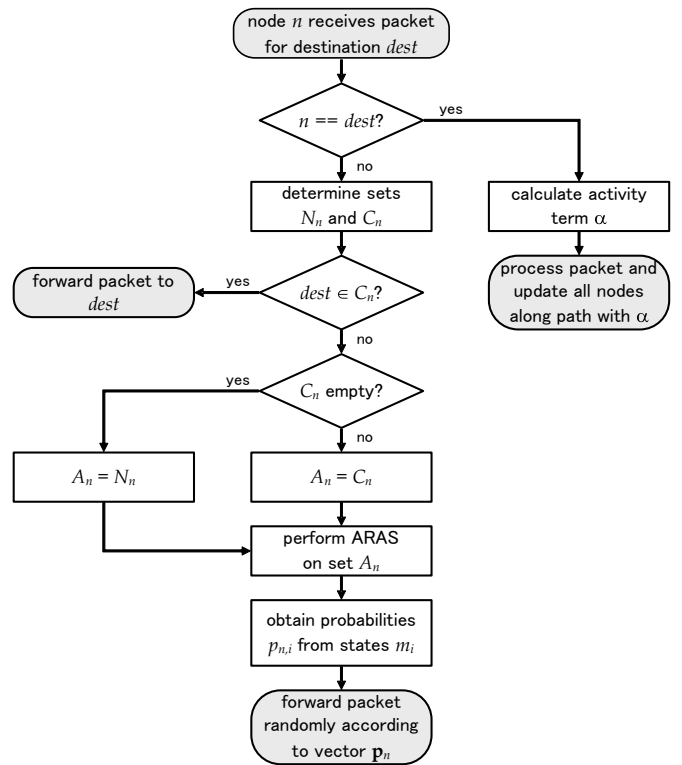 node n receives packet
for destination dest
n == dest?
yes
no
determine sets
Nₙ and Cₙ
calculate activity
term α
process packet and
update all nodes
along path with α
dest ∈ Cₙ?
yes
forward packet to
dest
no
Cₙ empty?
yes
no
Aₙ = Nₙ
Aₙ = Cₙ
perform ARAS
on set Aₙ
obtain probabilities
pₙ,ᵢ from states mᵢ
forward packet
randomly according
to vector pₙ